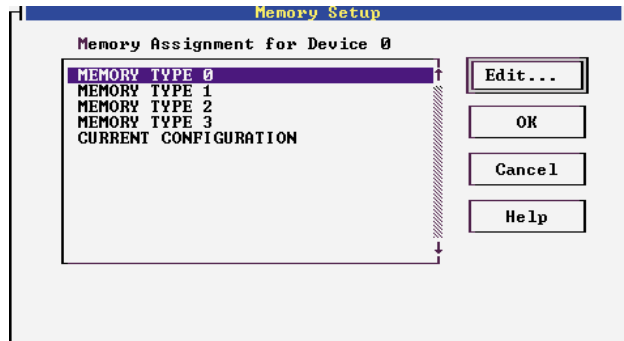 Memory Setup
Memory Assignment for Device 0
MEMORY TYPE 0
MEMORY TYPE 1
MEMORY TYPE 2
MEMORY TYPE 3
CURRENT CONFIGURATION
Edit...
OK
Cancel
Help